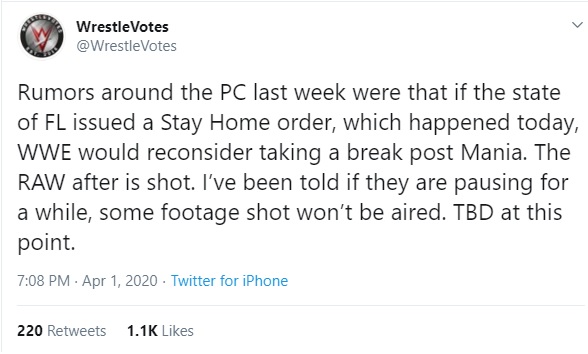 WrestleVotes
@WrestleVotes
Rumors around the PC last week were that if the state
of FL issued a Stay Home order, which happened today,
WWE would reconsider taking a break post Mania. The
RAW after is shot. I've been told if they are pausing for
a while, some footage shot won't be aired. TBD at this
point.
7:08 PM · Apr 1, 2020 · Twitter for iPhone
220 Retweets 1.1K Likes